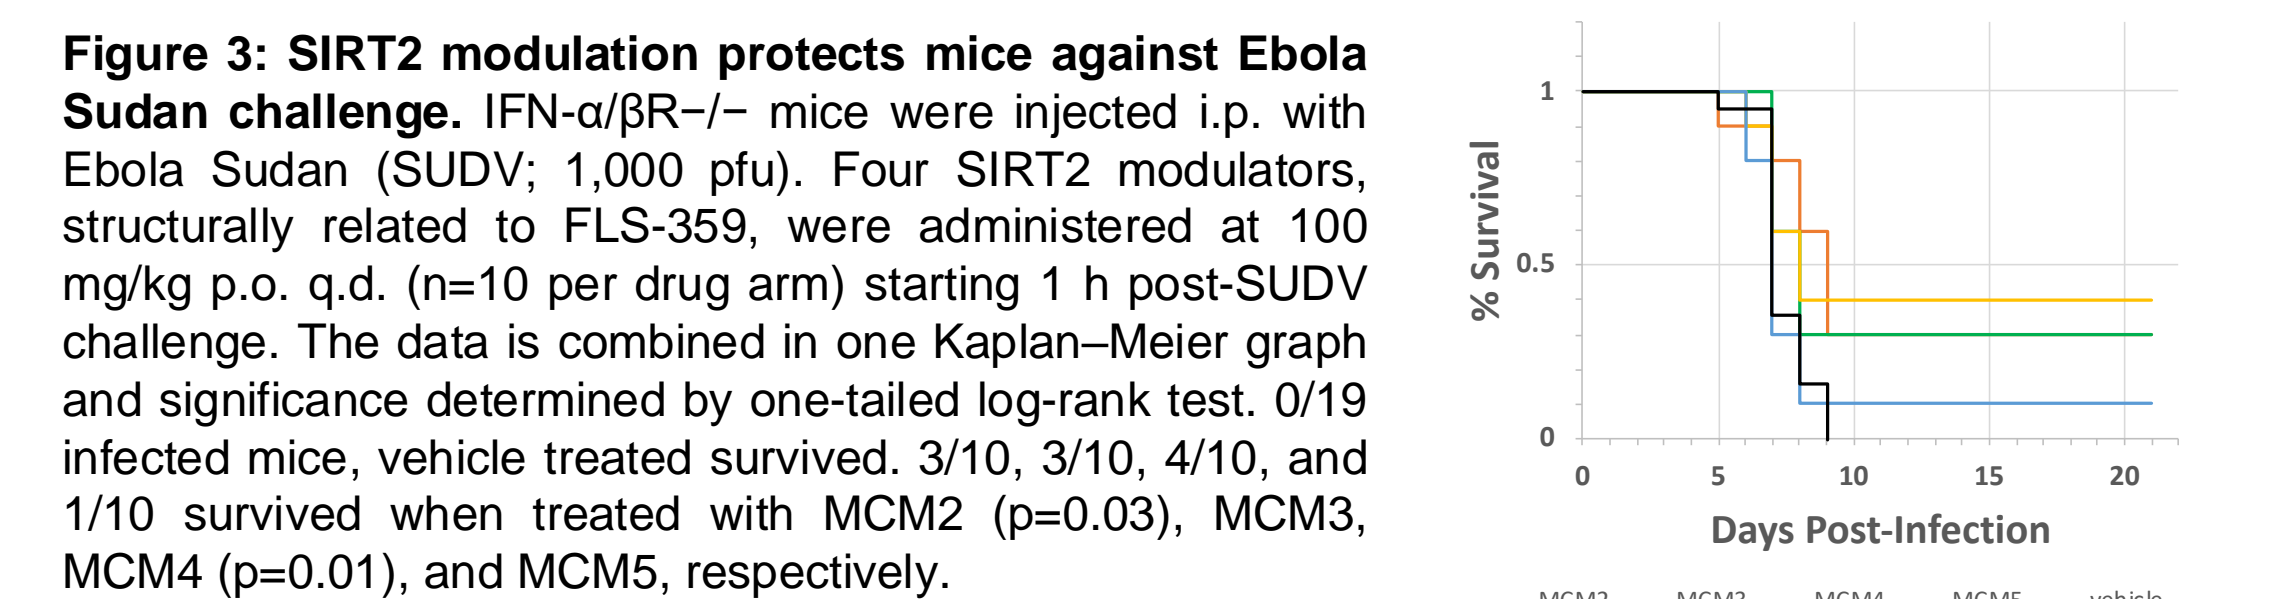 Figure 3: SIRT2 modulation protects mice against Ebola
Sudan challenge. IFN-α/βR−/− mice were injected i.p. with
Ebola Sudan (SUDV; 1,000 pfu). Four SIRT2 modulators,
structurally related to FLS-359, were administered at 100
mg/kg p.o. q.d. (n=10 per drug arm) starting 1 h post-SUDV
challenge. The data is combined in one Kaplan–Meier graph
and significance determined by one-tailed log-rank test. 0/19
infected mice, vehicle treated survived. 3/10, 3/10, 4/10, and
1/10 survived when treated with MCM2 (p=0.03), MCM3,
MCM4 (p=0.01), and MCM5, respectively.
% Survival
1
0.5
0
0 5 10 15 20
Days Post-Infection
MCM2 MCM3 MCM4 MCM5 vehicle